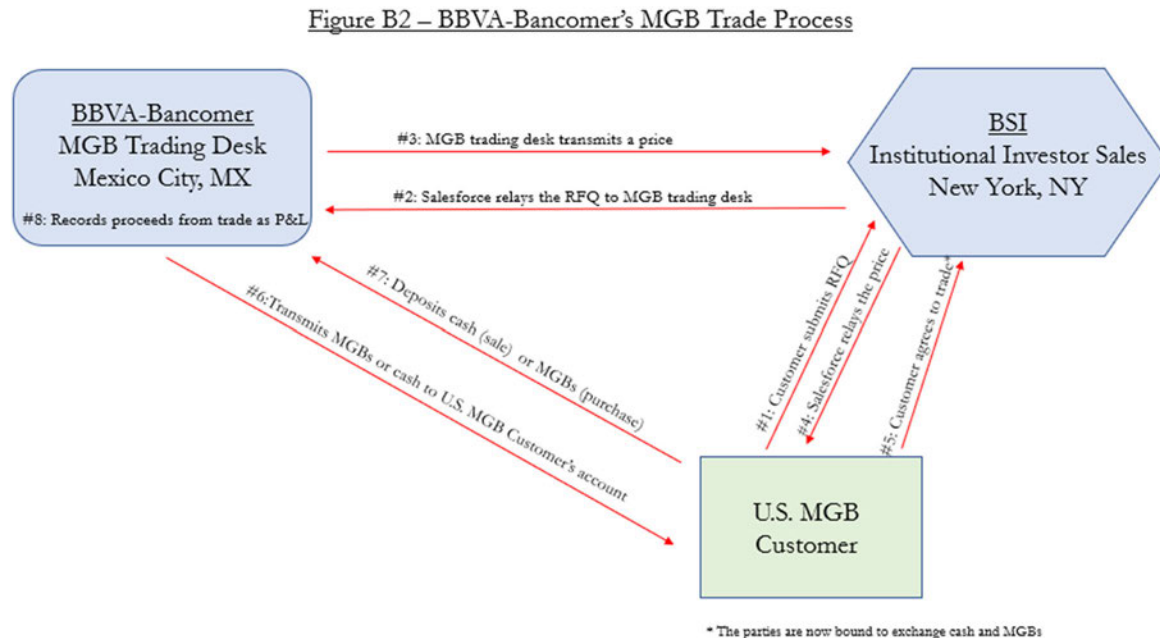 Figure B2 – BBVA-Bancomer's MGB Trade Process
BBVA-Bancomer
MGB Trading Desk
Mexico City, MX
#8: Records proceeds from trade as P&L
#3: MGB trading desk transmits a price
#2: Salesforce relays the RFQ to MGB trading desk
BSI
Institutional Investor Sales
New York, NY
#7: Deposits cash (sale) or MGBs (purchase)
#6:Transmits MGBs or cash to U.S. MGB Customer's account
#1: Customer submits RFQ
#4: Salesforce relays the price
#5: Customer agrees to trade*
U.S. MGB
Customer
* The parties are now bound to exchange cash and MGBs